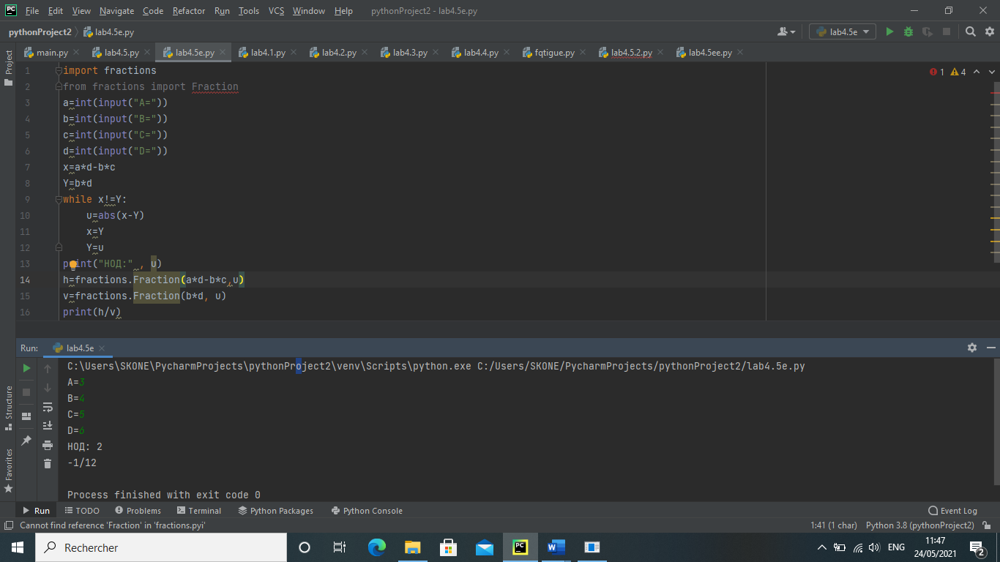 File Edit View Navigate Code Refactor Run Tools VCS Window Help pythonProject2 - lab4.5e.py
pythonProject2 lab4.5e.py lab4.5e
main.py lab4.5.py lab4.5e.py lab4.1.py lab4.2.py lab4.3.py lab4.4.py fqtigue.py lab4.5.2.py lab4.5ee.py
Project
1 import fractions 1 4
2 from fractions import Fraction
3 a=int(input("A="))
4 b=int(input("B="))
5 c=int(input("C="))
6 d=int(input("D="))
7 x=a*d-b*c
8 Y=b*d
9 while x!=Y:
10 u=abs(x-Y)
11 x=Y
12 Y=u
13 print("НОД:" , u)
14 h=fractions.Fraction(a*d-b*c,u)
15 v=fractions.Fraction(b*d, u)
16 print(h/v)
Run: lab4.5e
C:\Users\SKONE\PycharmProjects\pythonProject2\venv\Scripts\python.exe C:/Users/SKONE/PycharmProjects/pythonProject2/lab4.5e.py
A=3
B=4
C=5
D=6
НОД: 2
-1/12
Process finished with exit code 0
Structure
Favorites
Run TODO Problems Terminal Python Packages Python Console Event Log
Cannot find reference 'Fraction' in 'fractions.pyi' 1:41 (1 char) Python 3.8 (pythonProject2)
Rechercher ENG 11:47
24/05/2021 2